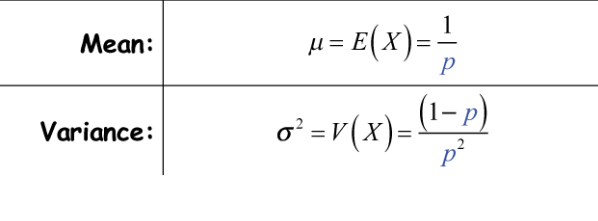 Mean: μ = E(X) = 1/p
Variance: σ² = V(X) = (1− p)/p²